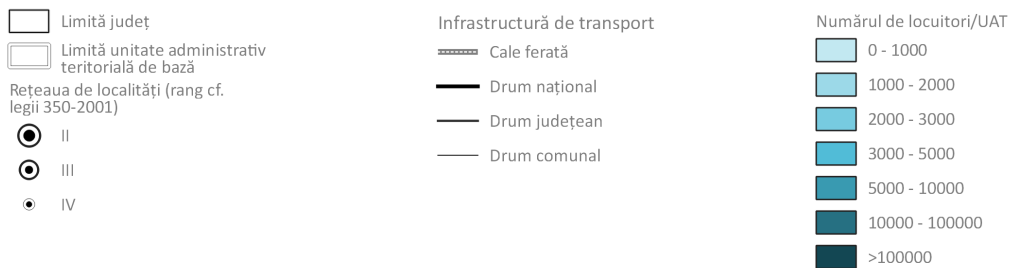 Limită județ
Limită unitate administrativ
teritorială de bază
Rețeaua de localități (rang cf.
legii 350-2001)
II
III
IV
Infrastructură de transport
Cale ferată
Drum național
Drum județean
Drum comunal
Numărul de locuitori/UAT
0 - 1000
1000 - 2000
2000 - 3000
3000 - 5000
5000 - 10000
10000 - 100000
>100000